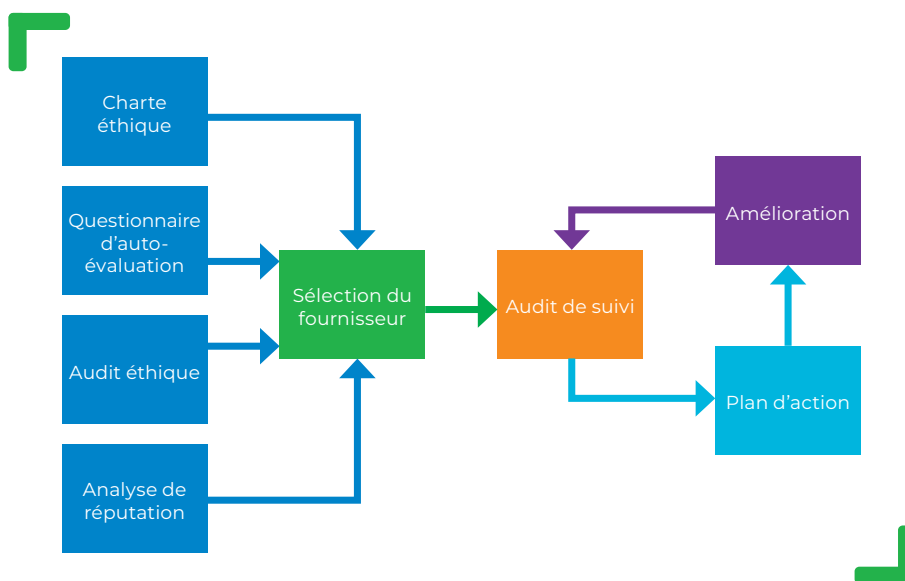 Charte
éthique
Questionnaire
d'auto-
évaluation
Audit éthique
Analyse de
réputation
Sélection du
fournisseur
Audit de suivi
Amélioration
Plan d'action